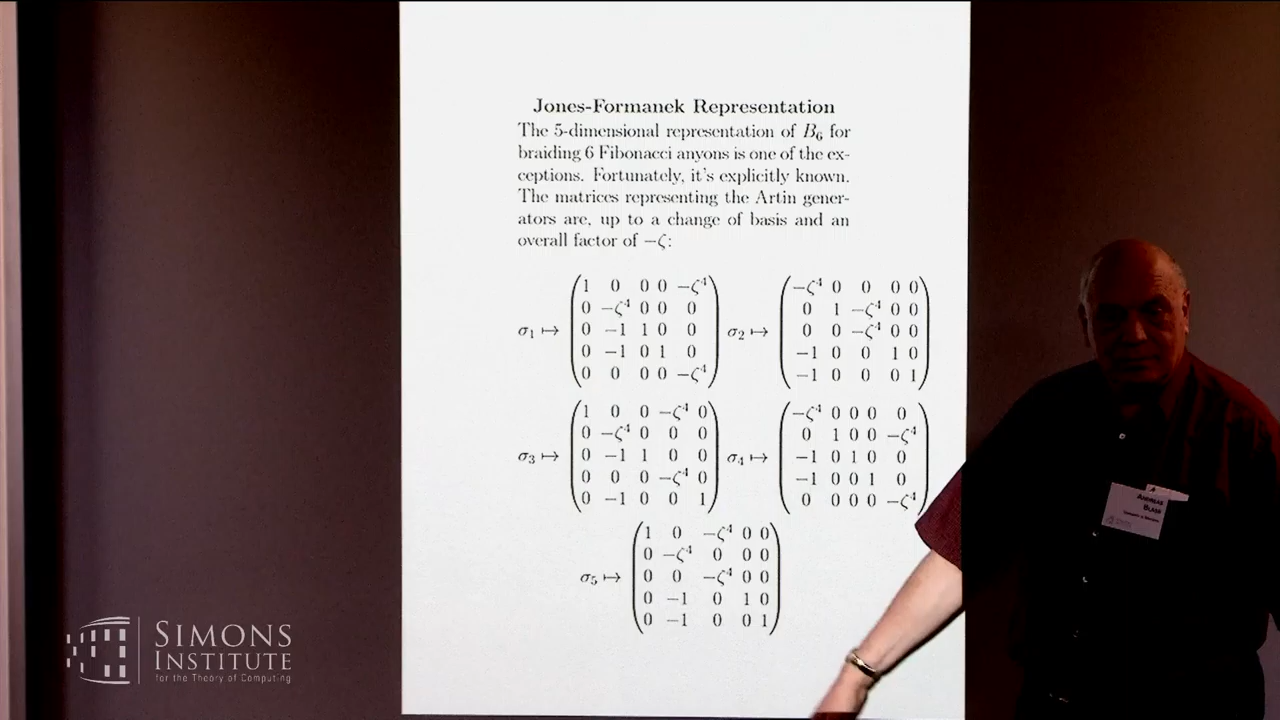 Jones-Formanek Representation
The 5-dimensional representation of B₆ for
braiding 6 Fibonacci anyons is one of the ex-
ceptions. Fortunately, it's explicitly known.
The matrices representing the Artin gener-
ators are, up to a change of basis and an
overall factor of −ζ:
σ₁ ↦
1 0 0 0 −ζ⁴
0 −ζ⁴ 0 0 0
0 −1 1 0 0
0 −1 0 1 0
0 0 0 0 −ζ⁴
σ₂ ↦
−ζ⁴ 0 0 0 0
0 1 −ζ⁴ 0 0
0 0 −ζ⁴ 0 0
−1 0 0 1 0
−1 0 0 0 1
σ₃ ↦
1 0 0 −ζ⁴ 0
0 −ζ⁴ 0 0 0
0 −1 1 0 0
0 0 0 −ζ⁴ 0
0 −1 0 0 1
σ₄ ↦
−ζ⁴ 0 0 0 0
0 1 0 0 −ζ⁴
−1 0 1 0 0
−1 0 0 1 0
0 0 0 0 −ζ⁴
σ₅ ↦
1 0 −ζ⁴ 0 0
0 −ζ⁴ 0 0 0
0 0 −ζ⁴ 0 0
0 −1 0 1 0
0 −1 0 0 1
ANDREAS
BLASS
SIMONS
INSTITUTE
for the Theory of Computing